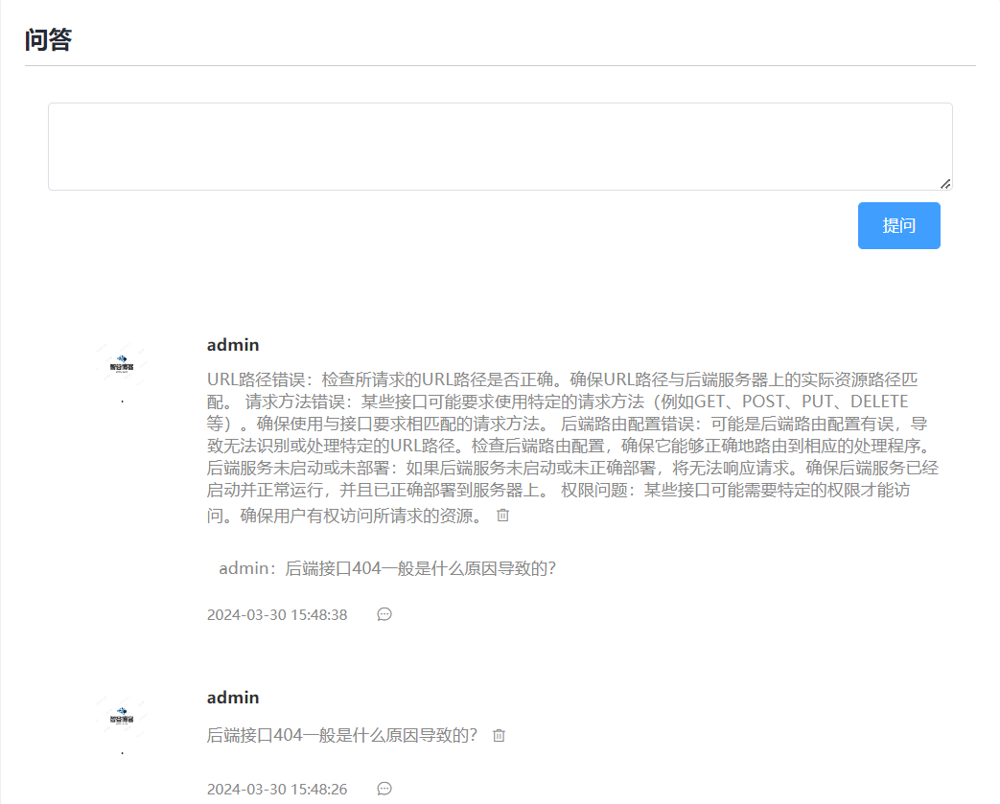 问答
提问
admin
URL路径错误：检查所请求的URL路径是否正确。确保URL路径与后端服务器上的实际资源路径匹
配。 请求方法错误：某些接口可能要求使用特定的请求方法（例如GET、POST、PUT、DELETE
等）。确保使用与接口要求相匹配的请求方法。 后端路由配置错误：可能是后端路由配置有误，导
致无法识别或处理特定的URL路径。检查后端路由配置，确保它能够正确地路由到相应的处理程序。
后端服务未启动或未部署：如果后端服务未启动或未正确部署，将无法响应请求。确保后端服务已经
启动并正常运行，并且已正确部署到服务器上。 权限问题：某些接口可能需要特定的权限才能访
问。确保用户有权访问所请求的资源。
admin：后端接口404一般是什么原因导致的？
2024-03-30 15:48:38
admin
后端接口404一般是什么原因导致的？
2024-03-30 15:48:26